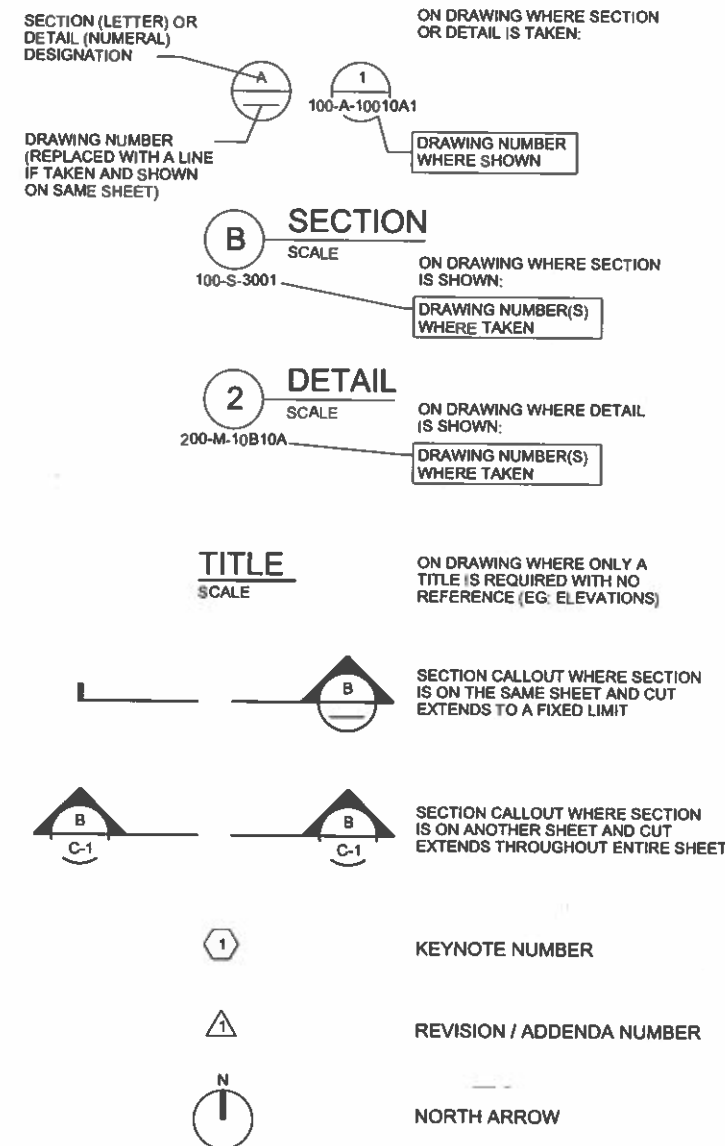 SECTION (LETTER) OR
DETAIL (NUMERAL)
DESIGNATION
ON DRAWING WHERE SECTION
OR DETAIL IS TAKEN:
A
1
100-A-10010A1
DRAWING NUMBER
(REPLACED WITH A LINE
IF TAKEN AND SHOWN
ON SAME SHEET)
DRAWING NUMBER
WHERE SHOWN
B
SECTION
SCALE
100-S-3001
ON DRAWING WHERE SECTION
IS SHOWN:
DRAWING NUMBER(S)
WHERE TAKEN
2
DETAIL
SCALE
200-M-10B10A
ON DRAWING WHERE DETAIL
IS SHOWN:
DRAWING NUMBER(S)
WHERE TAKEN
TITLE
SCALE
ON DRAWING WHERE ONLY A
TITLE IS REQUIRED WITH NO
REFERENCE (EG: ELEVATIONS)
B
SECTION CALLOUT WHERE SECTION
IS ON THE SAME SHEET AND CUT
EXTENDS TO A FIXED LIMIT
B
C-1
B
C-1
SECTION CALLOUT WHERE SECTION
IS ON ANOTHER SHEET AND CUT
EXTENDS THROUGHOUT ENTIRE SHEET
1
KEYNOTE NUMBER
1
REVISION / ADDENDA NUMBER
N
NORTH ARROW